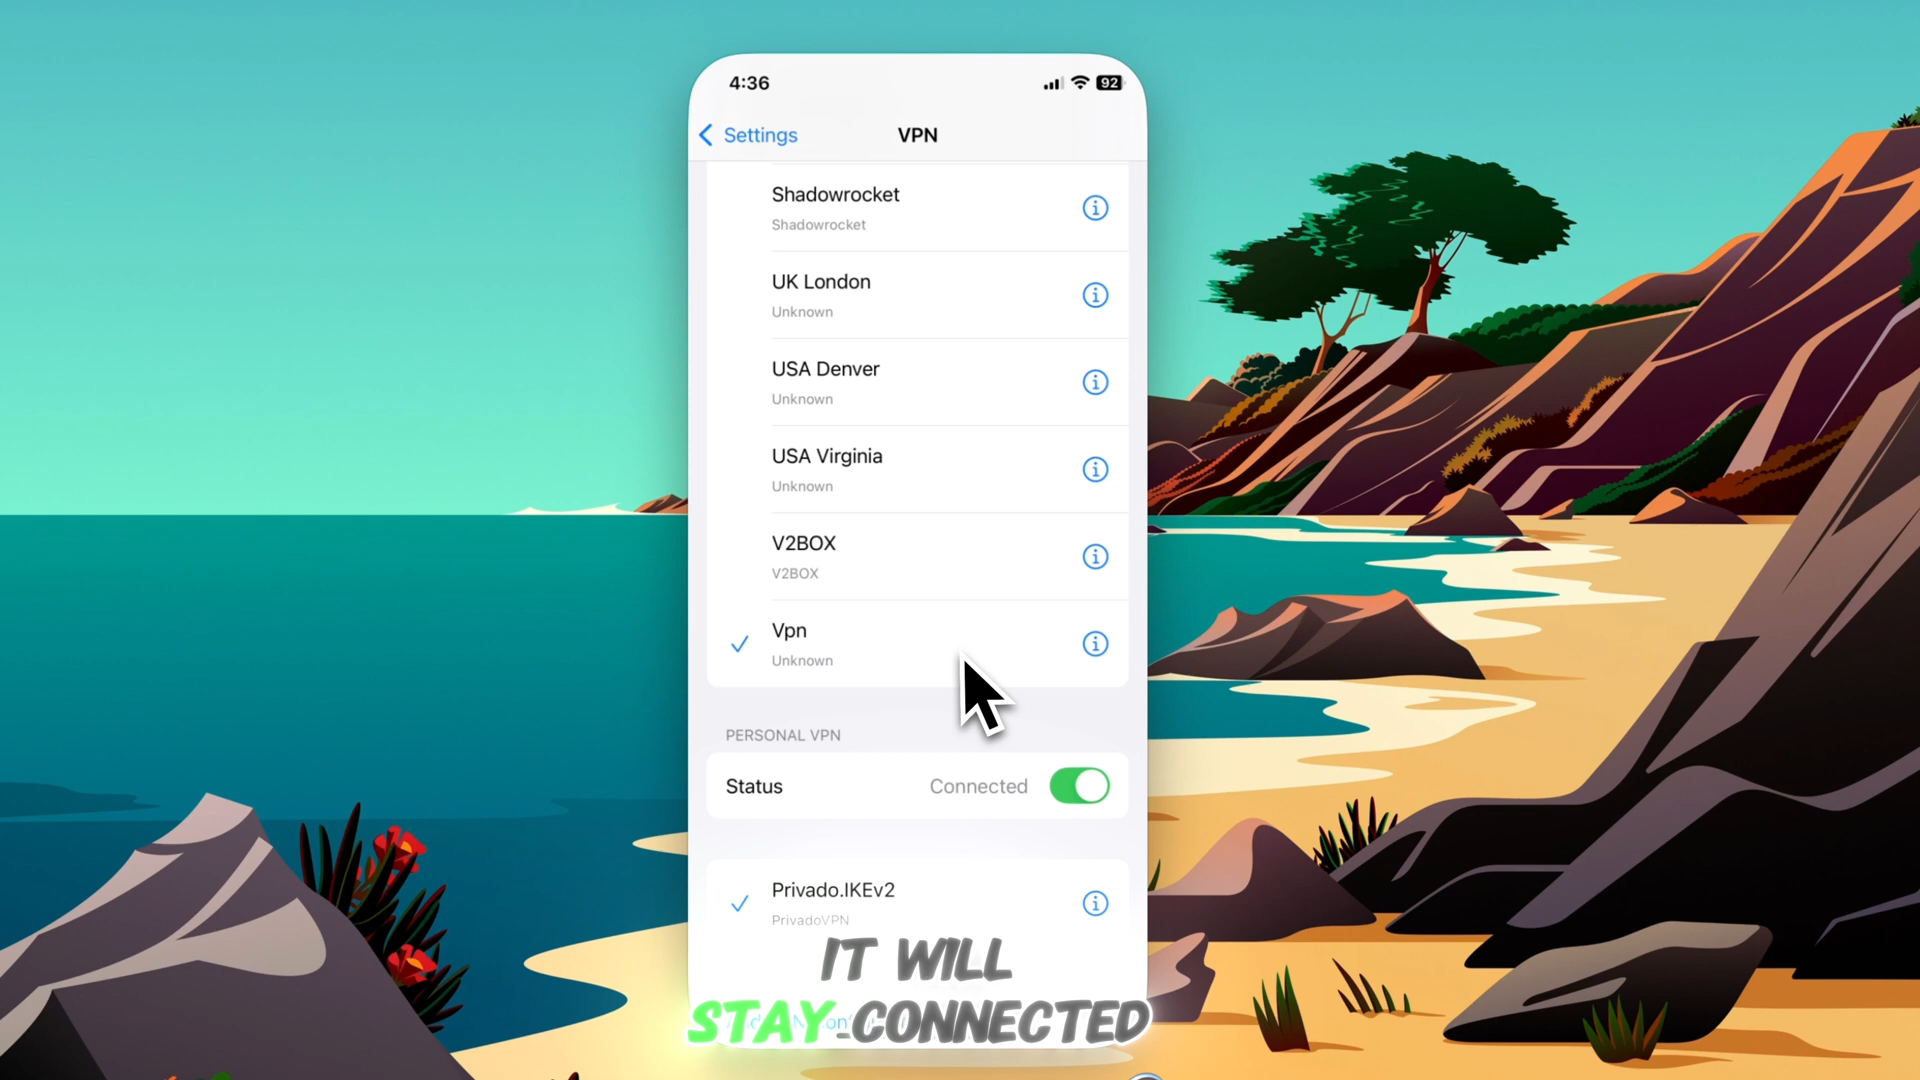 4:36
92
Settings
VPN
Shadowrocket
Shadowrocket
UK London
Unknown
USA Denver
Unknown
USA Virginia
Unknown
V2BOX
V2BOX
Vpn
Unknown
PERSONAL VPN
Status
Connected
Privado.IKEv2
PrivadoVPN
IT WILL
STAY CONNECTED